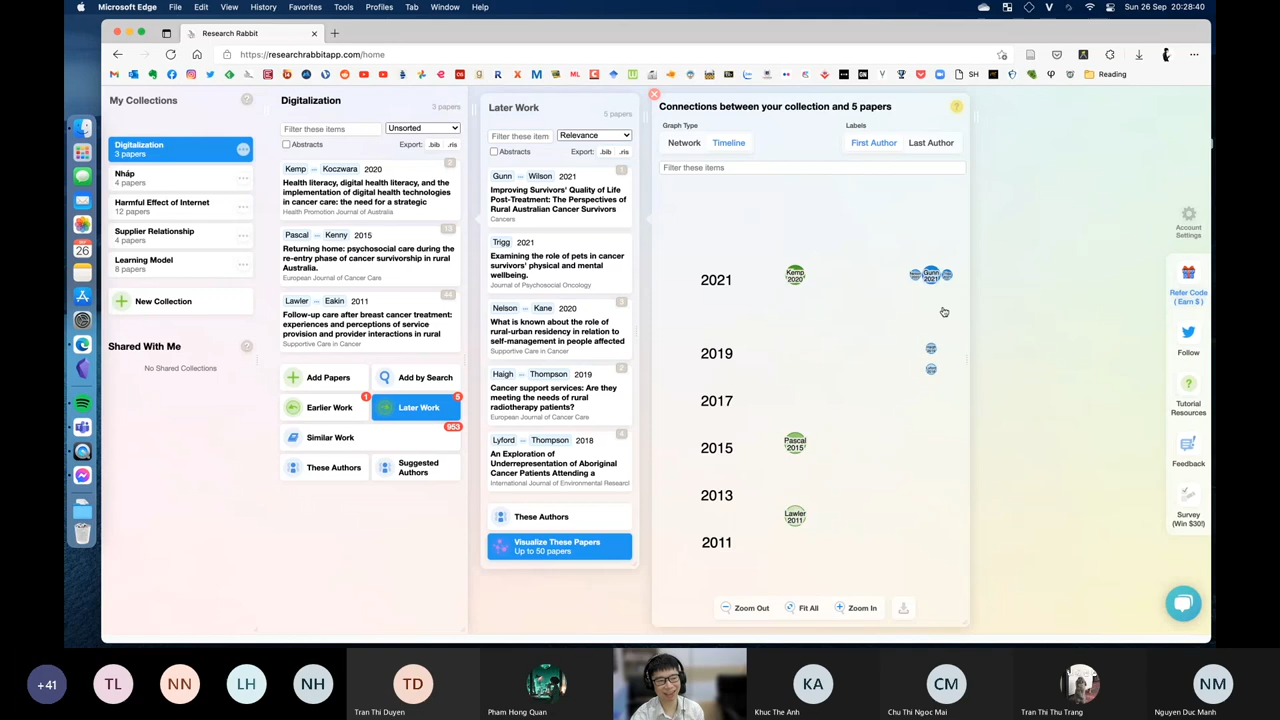 Microsoft Edge File Edit View History Favorites Tools Profiles Tab Window Help
Sun 26 Sep 20:28:40
Research Rabbit
https://researchrabbitapp.com/home
SH
Reading
My Collections
Digitalization
3 papers
Nháp
4 papers
Harmful Effect of Internet
12 papers
Supplier Relationship
4 papers
Learning Model
8 papers
New Collection
Shared With Me
No Shared Collections
Digitalization
3 papers
Filter these items
Unsorted
Abstracts
Export: .bib .ris
Kemp Koczwara 2020
2
Health literacy, digital health literacy, and the
implementation of digital health technologies
in cancer care: the need for a strategic
Health Promotion Journal of Australia
Pascal Kenny 2015
13
Returning home: psychosocial care during the
re-entry phase of cancer survivorship in rural
Australia.
European Journal of Cancer Care
Lawler Eakin 2011
44
Follow-up care after breast cancer treatment:
experiences and perceptions of service
provision and provider interactions in rural
Supportive Care in Cancer
Add Papers
Add by Search
Earlier Work
1
Later Work
5
Similar Work
953
These Authors
Suggested
Authors
Later Work
5 papers
Filter these item
Relevance
Abstracts
Export: .bib .ris
Gunn Wilson 2021
1
Improving Survivors' Quality of Life
Post-Treatment: The Perspectives of
Rural Australian Cancer Survivors
Cancers
Trigg 2021
Examining the role of pets in cancer
survivors' physical and mental
wellbeing.
Journal of Psychosocial Oncology
Nelson Kane 2020
3
What is known about the role of
rural-urban residency in relation to
self-management in people affected
Supportive Care in Cancer
Haigh Thompson 2019
2
Cancer support services: Are they
meeting the needs of rural
radiotherapy patients?
European Journal of Cancer Care
Lyford Thompson 2018
4
An Exploration of
Underrepresentation of Aboriginal
Cancer Patients Attending a
International Journal of Environmental Researcl
These Authors
Visualize These Papers
Up to 50 papers
Connections between your collection and 5 papers
Graph Type
Network Timeline
Labels
First Author Last Author
Filter these items
2021
Kemp
2020
Gunn
2021
2019
2017
2015
Pascal
2015
2013
Lawler
2011
2011
Zoom Out
Fit All
Zoom In
Account
Settings
Refer Code
( Earn $ )
Follow
Tutorial
Resources
Feedback
Survey
(Win $30!)
+41
TL
NN
LH
NH
TD
Tran Thi Duyen
Pham Hong Quan
KA
Khuc The Anh
CM
Chu Thi Ngoc Mai
Tran Thi Thu Trang
NM
Nguyen Duc Manh